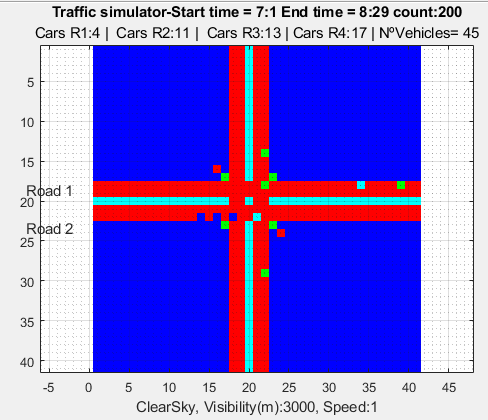 Traffic simulator-Start time = 7:1 End time = 8:29 count:200
Cars R1:4 | Cars R2:11 | Cars R3:13 | Cars R4:17 | NºVehicles= 45
5
10
15
Road 1
20
Road 2
25
30
35
40
-5 0 5 10 15 20 25 30 35 40 45
ClearSky, Visibility(m):3000, Speed:1